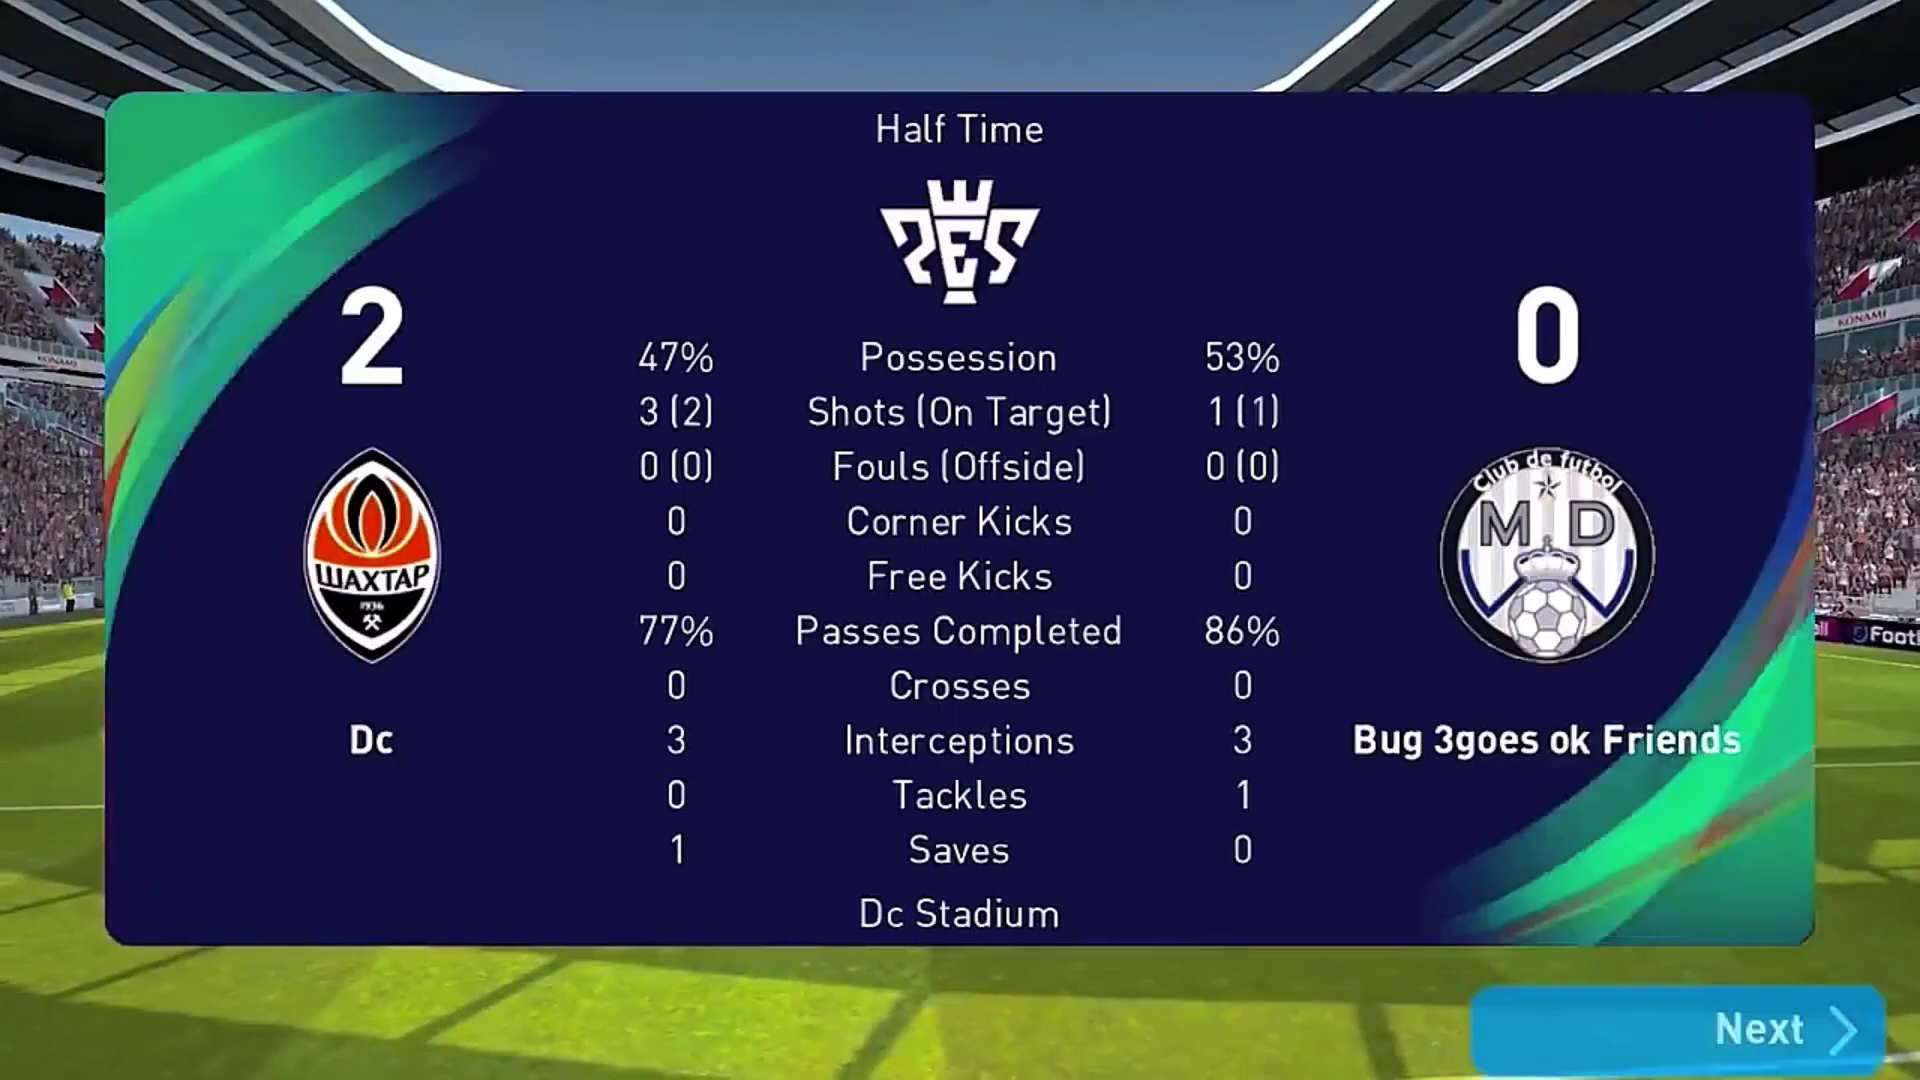 Half Time
PES
2
0
47% Possession 53%
3 (2) Shots (On Target) 1 (1)
0 (0) Fouls (Offside) 0 (0)
0 Corner Kicks 0
0 Free Kicks 0
77% Passes Completed 86%
0 Crosses 0
3 Interceptions 3
0 Tackles 1
1 Saves 0
ШАХТАР
1936
Club de futbol
M D
Dc
Bug 3goes ok Friends
Dc Stadium
KONAMI
KONAMI
Next